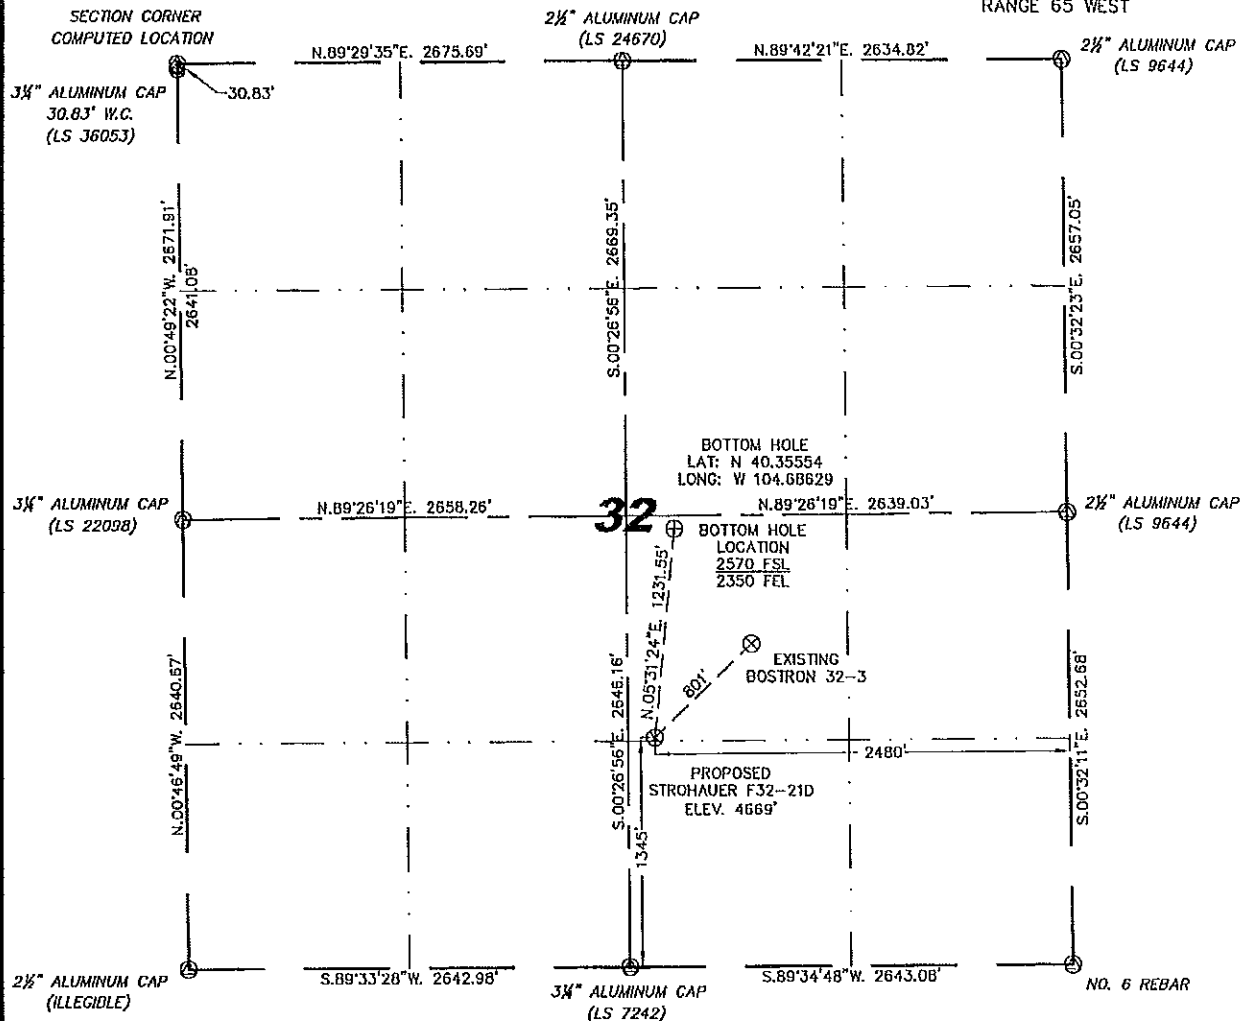 RANGE 65 WEST
SECTION CORNER
COMPUTED LOCATION
2½" ALUMINUM CAP
(LS 24670)
2½" ALUMINUM CAP
(LS 9644)
N.89°29'35"E. 2675.69'
N.89°42'21"E. 2634.82'
3¼" ALUMINUM CAP
30.83' W.C.
(LS 36053)
30.83'
N.00°49'22"W. 2671.91'
2641.08'
S.00°26'56"E. 2669.35'
S.00°32'23"E. 2657.05'
BOTTOM HOLE
LAT: N 40.35554
LONG: W 104.68629
3¼" ALUMINUM CAP
(LS 22098)
N.89°26'19"E. 2658.26'
32
N.89°26'19"E. 2639.03'
2½" ALUMINUM CAP
(LS 9644)
BOTTOM HOLE
LOCATION
2570 FSL
2350 FEL
N.05°31'24"E. 1231.55'
EXISTING
BOSTRON 32-3
801'
N.00°46'49"W. 2640.67'
S.00°26'56"E. 2646.16'
S.00°32'11"E. 2652.68'
2480'
PROPOSED
STROHAUER F32-21D
ELEV. 4669'
1345'
2½" ALUMINUM CAP
(ILLEGIBLE)
S.89°33'28"W. 2642.98'
3¼" ALUMINUM CAP
(LS 7242)
S.89°34'48"W. 2643.08'
NO. 6 REBAR